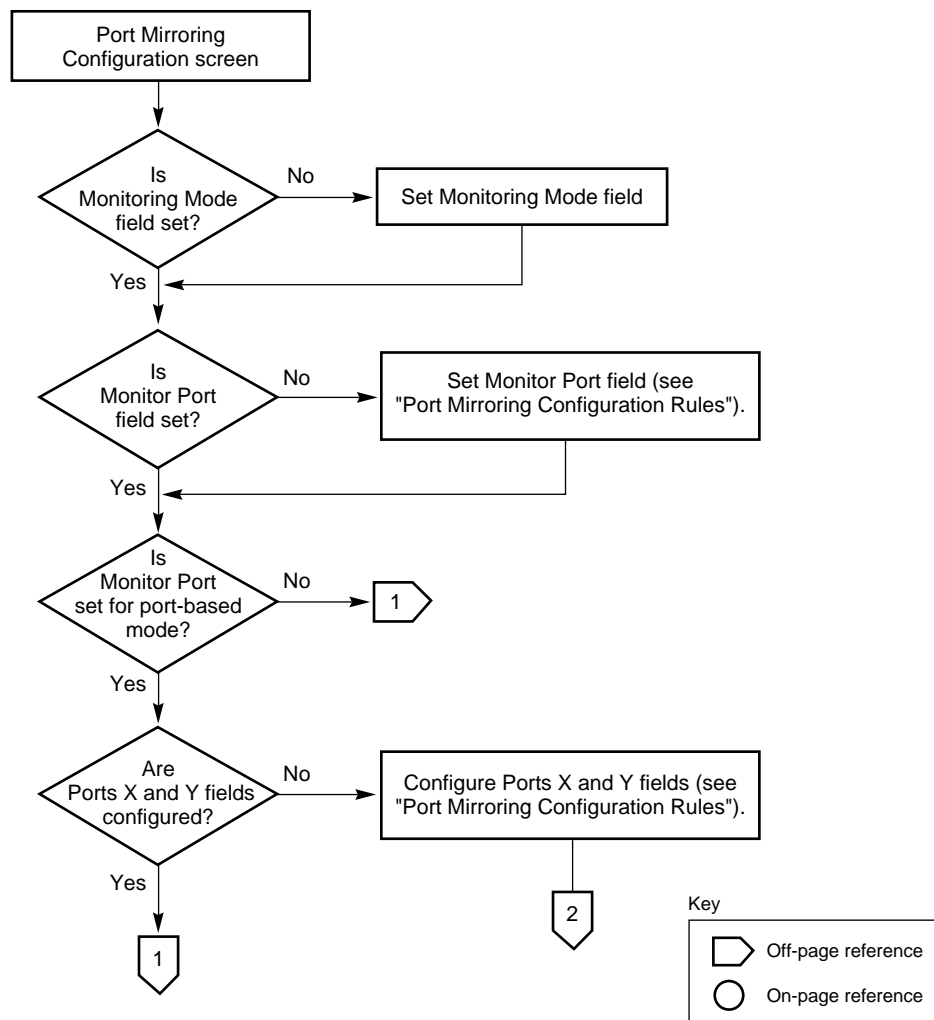 Port Mirroring
Configuration screen
Is
Monitoring Mode
field set?
No
Set Monitoring Mode field
Yes
Is
Monitor Port
field set?
No
Set Monitor Port field (see
"Port Mirroring Configuration Rules").
Yes
Is
Monitor Port
set for port-based
mode?
No
1
Yes
Are
Ports X and Y fields
configured?
No
Configure Ports X and Y fields (see
"Port Mirroring Configuration Rules").
Yes
1
2
Key
Off-page reference
On-page reference